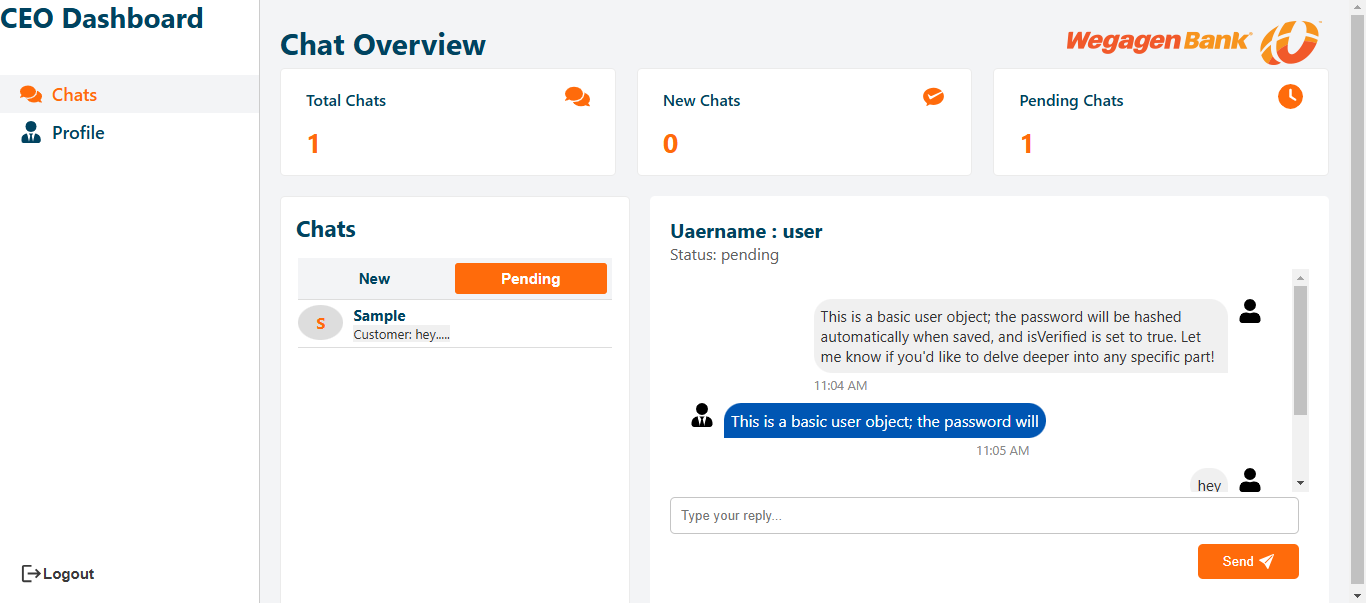 CEO Dashboard
Chats
Profile
Logout
Chat Overview
Wegagen Bank
Total Chats
1
New Chats
0
Pending Chats
1
Chats
New
Pending
S
Sample
Customer: hey.....
Uaername : user
Status: pending
This is a basic user object; the password will be hashed
automatically when saved, and isVerified is set to true. Let
me know if you'd like to delve deeper into any specific part!
11:04 AM
This is a basic user object; the password will
11:05 AM
hey
Type your reply...
Send